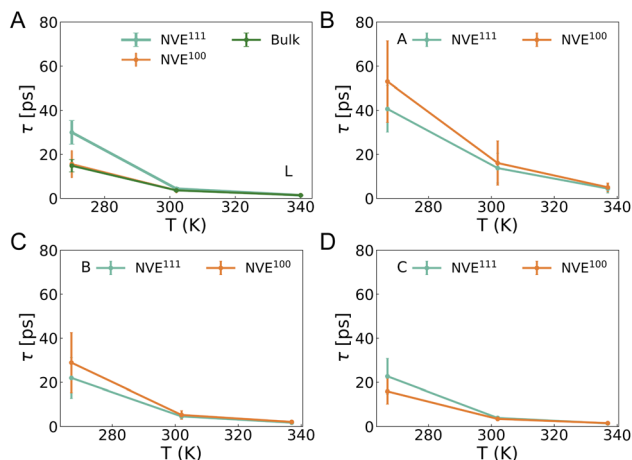 A
B
80
60
40
20
0
τ [ps]
NVE¹¹¹
NVE¹⁰⁰
Bulk
L
280
300
320
340
T (K)
80
60
40
20
0
τ [ps]
A
NVE¹¹¹
NVE¹⁰⁰
280
300
320
340
T (K)
C
D
80
60
40
20
0
τ [ps]
B
NVE¹¹¹
NVE¹⁰⁰
280
300
320
340
T (K)
80
60
40
20
0
τ [ps]
C
NVE¹¹¹
NVE¹⁰⁰
280
300
320
340
T (K)